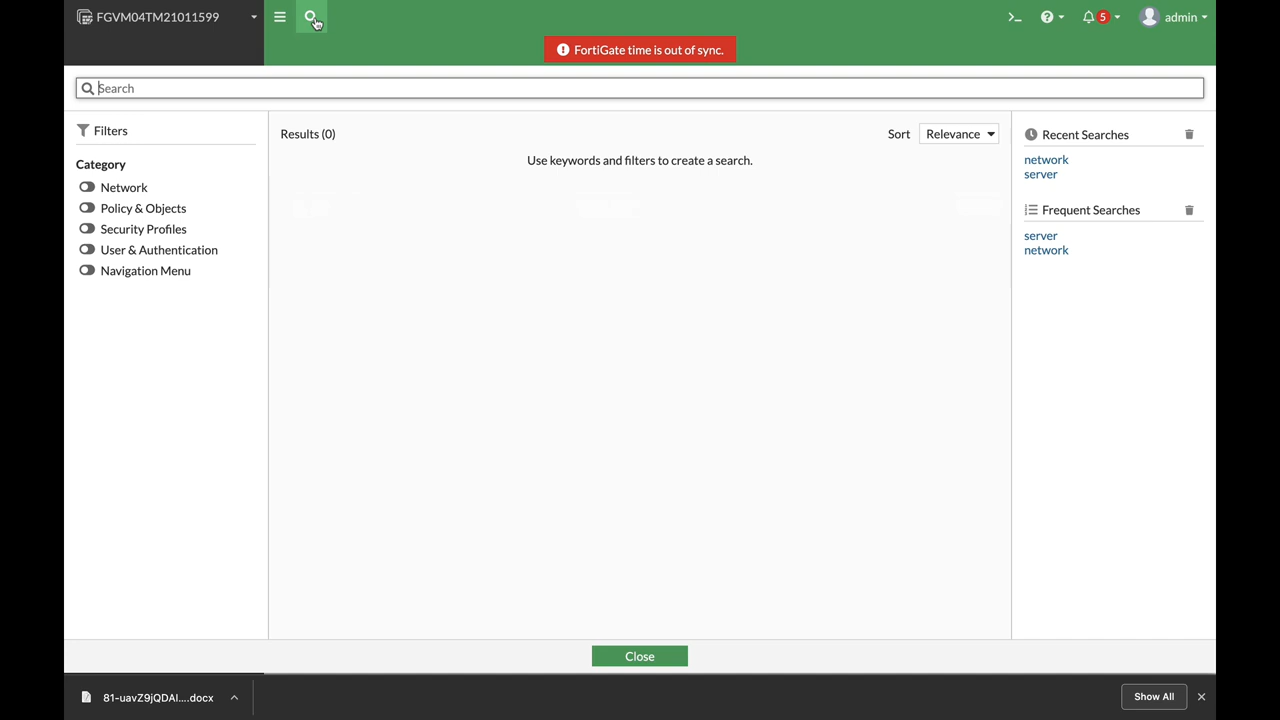 FGVM04TM21011599
5
admin
FortiGate time is out of sync.
Search
Filters
Category
Network
Policy & Objects
Security Profiles
User & Authentication
Navigation Menu
Results (0)
Sort
Relevance
Use keywords and filters to create a search.
Recent Searches
network
server
Frequent Searches
server
network
Close
81-uavZ9jQDAI....docx
Show All